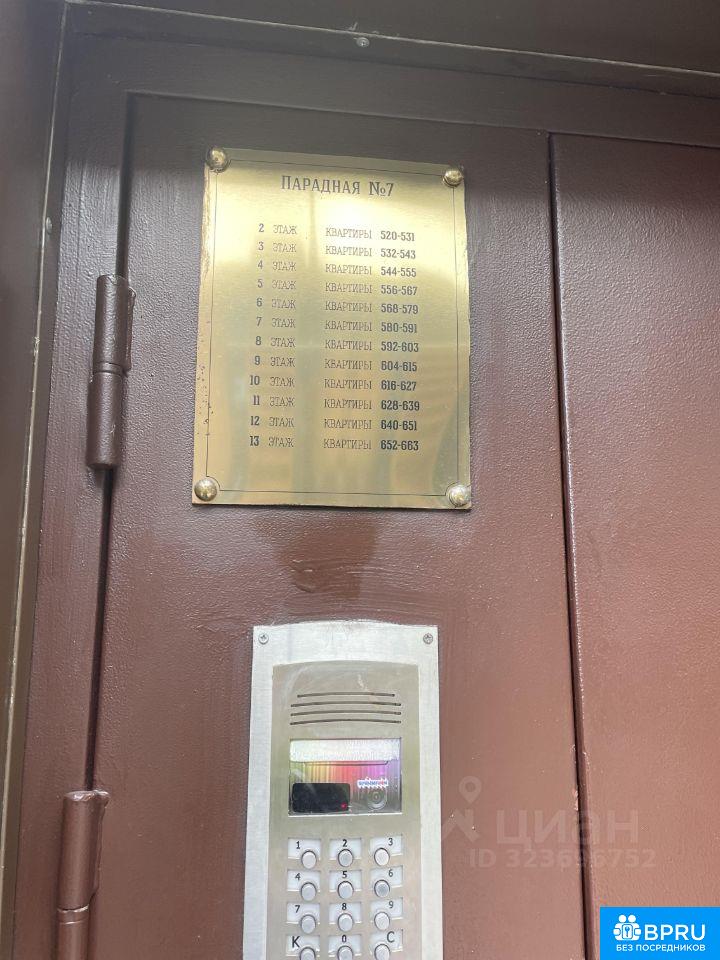 ПАРАДНАЯ №7
2 ЭТАЖ КВАРТИРЫ 520-531
3 ЭТАЖ КВАРТИРЫ 532-543
4 ЭТАЖ КВАРТИРЫ 544-555
5 ЭТАЖ КВАРТИРЫ 556-567
6 ЭТАЖ КВАРТИРЫ 568-579
7 ЭТАЖ КВАРТИРЫ 580-591
8 ЭТАЖ КВАРТИРЫ 592-603
9 ЭТАЖ КВАРТИРЫ 604-615
10 ЭТАЖ КВАРТИРЫ 616-627
11 ЭТАЖ КВАРТИРЫ 628-639
12 ЭТАЖ КВАРТИРЫ 640-651
13 ЭТАЖ КВАРТИРЫ 652-663
1 2 3
4 5 6
7 8 9
K 0 C
циан
ID 323696752
BPRU
БЕЗ ПОСРЕДНИКОВ